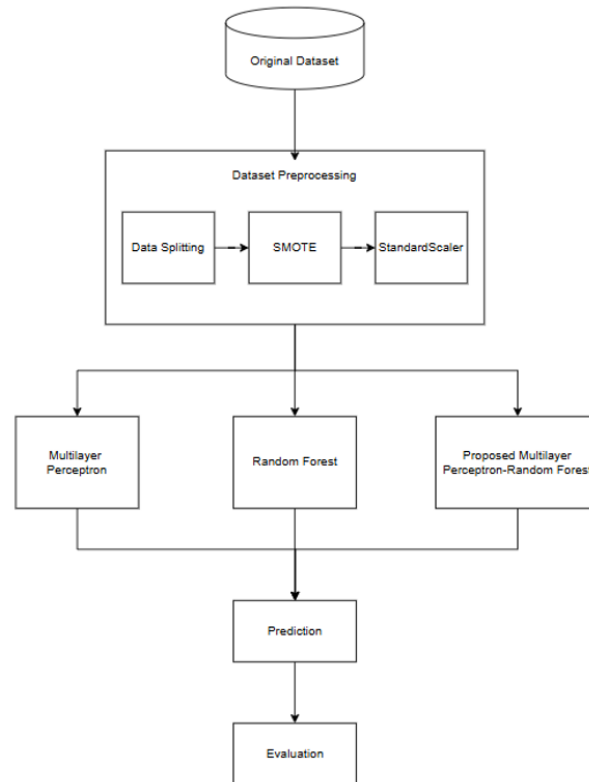 Original Dataset
Dataset Preprocessing
Data Splitting
SMOTE
StandardScaler
Multilayer
Perceptron
Random Forest
Proposed Multilayer
Perceptron-Random Forest
Prediction
Evaluation